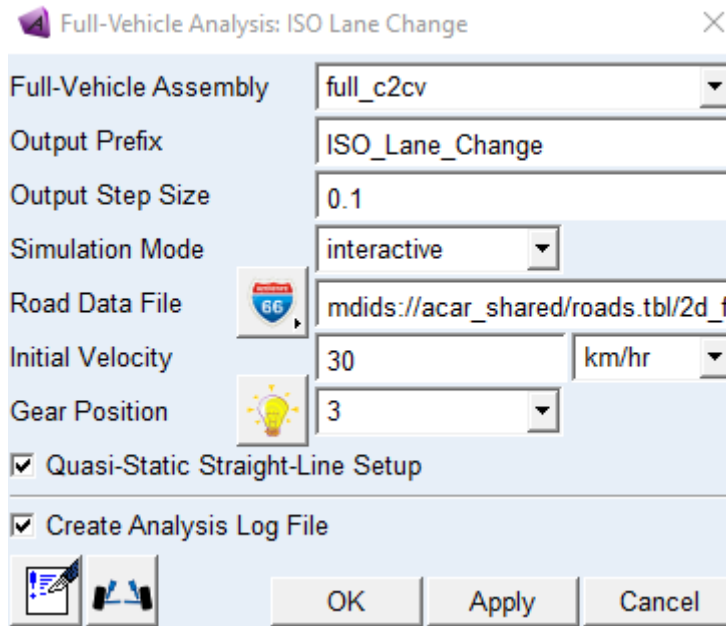 Full-Vehicle Analysis: ISO Lane Change
Full-Vehicle Assembly full_c2cv
Output Prefix ISO_Lane_Change
Output Step Size 0.1
Simulation Mode interactive
Road Data File 66 mdids://acar_shared/roads.tbl/2d_f
Initial Velocity 30 km/hr
Gear Position 3
Quasi-Static Straight-Line Setup
Create Analysis Log File
OK Apply Cancel